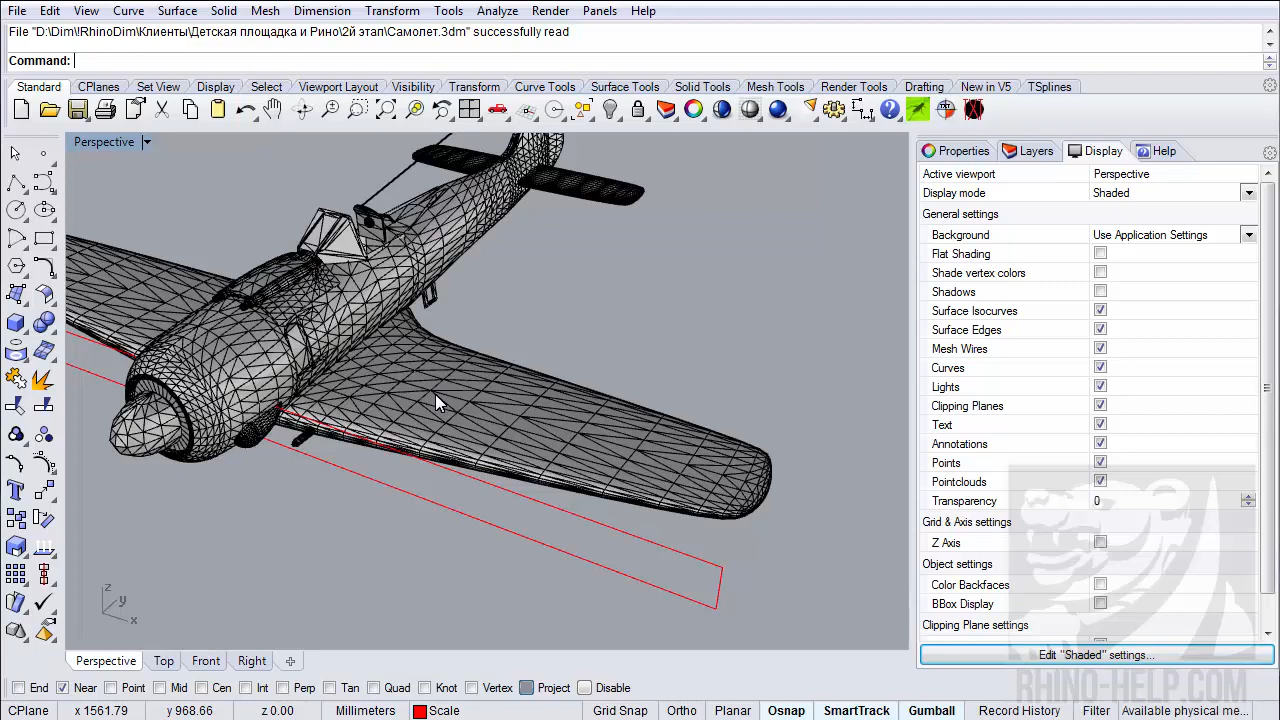 File Edit View Curve Surface Solid Mesh Dimension Transform Tools Analyze Render Panels Help
File "D:\Dim\!RhinoDim\Клиенты\Детская площадка и Рино\2й этап\Самолет.3dm" successfully read
Command:
Standard CPlanes Set View Display Select Viewport Layout Visibility Transform Curve Tools Surface Tools Solid Tools Mesh Tools Render Tools Drafting New in V5 TSplines
Perspective
Properties Layers Display Help
Active viewport Perspective
Display mode Shaded
General settings
Background Use Application Settings
Flat Shading
Shade vertex colors
Shadows
Surface Isocurves
Surface Edges
Mesh Wires
Curves
Lights
Clipping Planes
Text
Annotations
Points
Pointclouds
Transparency 0
Grid & Axis settings
Z Axis
Object settings
Color Backfaces
BBox Display
Clipping Plane settings
Edit "Shaded" settings...
z
y
x
Perspective Top Front Right
End Near Point Mid Cen Int Perp Tan Quad Knot Vertex Project Disable
RHINO-HELP.COM
CPlane x 1561.79 y 968.66 z 0.00 Millimeters Scale Grid Snap Ortho Planar Osnap SmartTrack Gumball Record History Filter Available physical me...